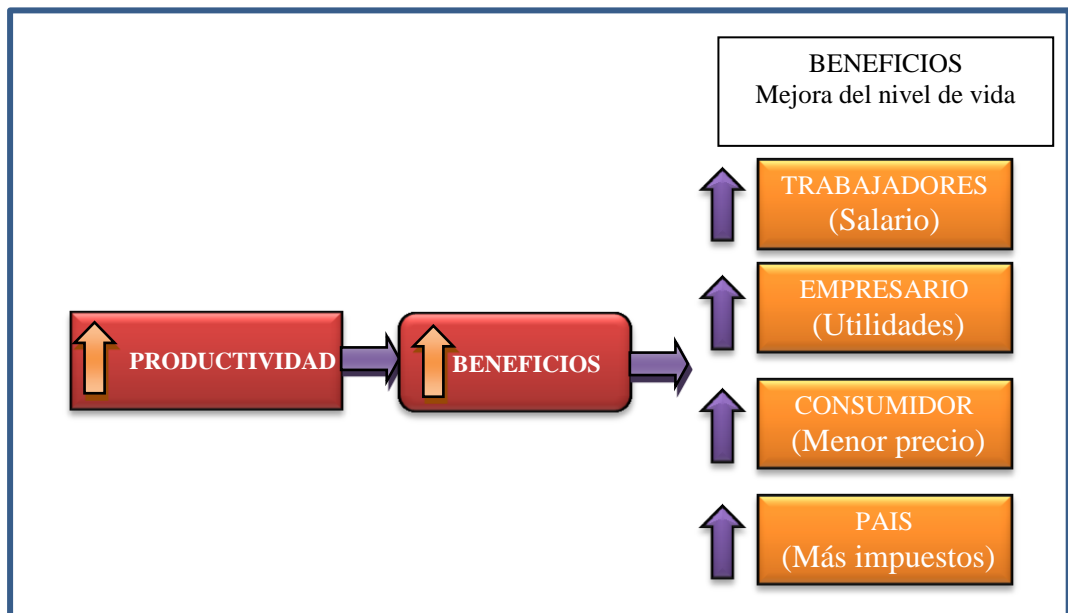 BENEFICIOS
Mejora del nivel de vida
TRABAJADORES
(Salario)
EMPRESARIO
(Utilidades)
PRODUCTIVIDAD
BENEFICIOS
CONSUMIDOR
(Menor precio)
PAIS
(Más impuestos)